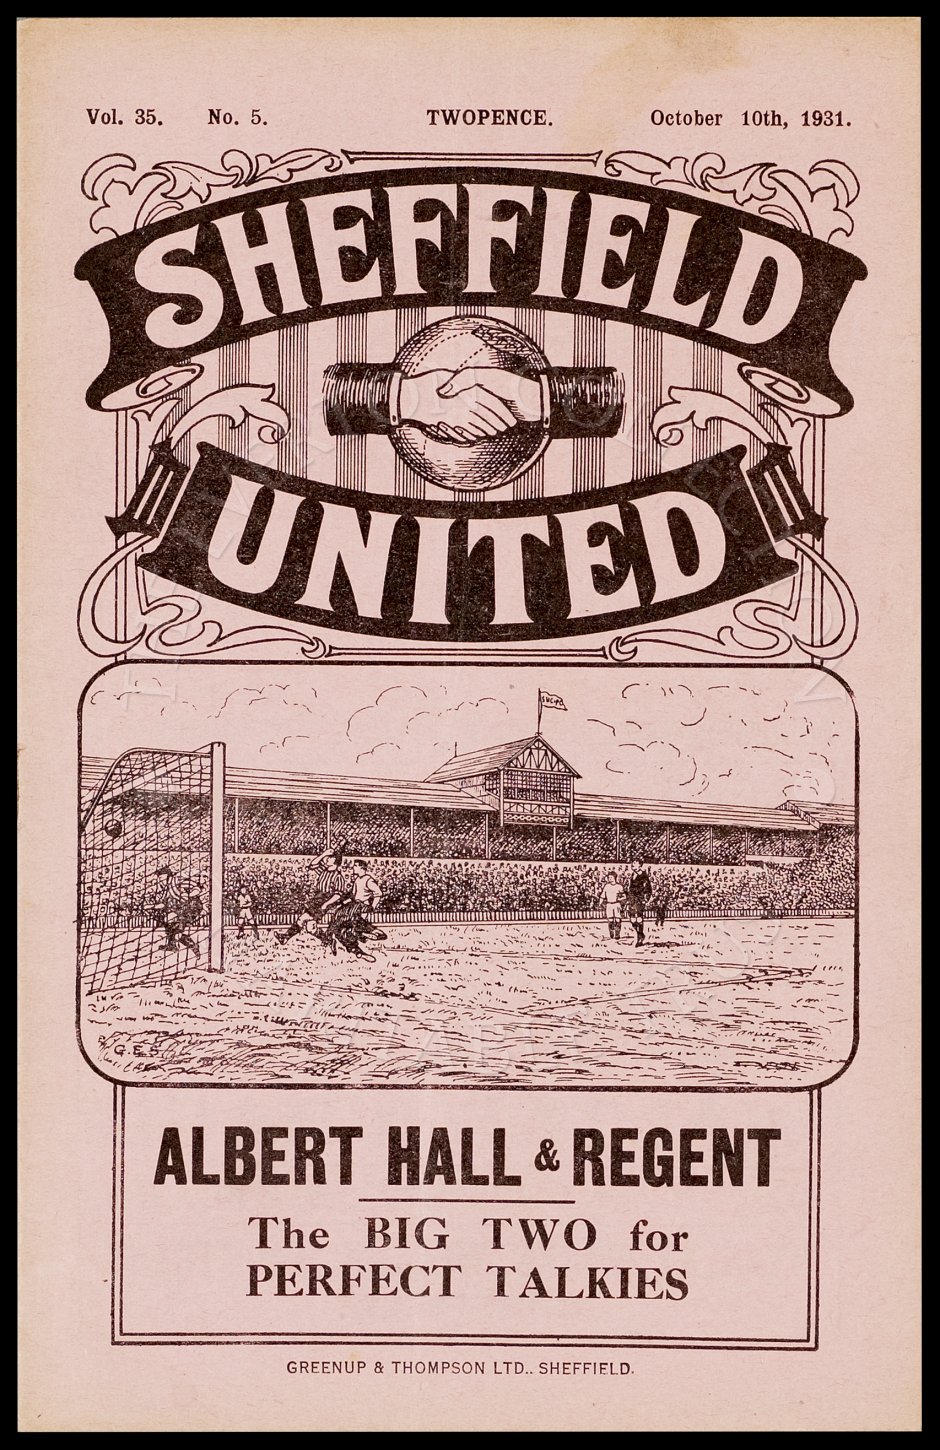 Vol. 35. No. 5. TWOPENCE. October 10th, 1931.
SHEFFIELD
UNITED
G.E.S.
ALBERT HALL & REGENT
The BIG TWO for
PERFECT TALKIES
GREENUP & THOMPSON LTD.. SHEFFIELD.